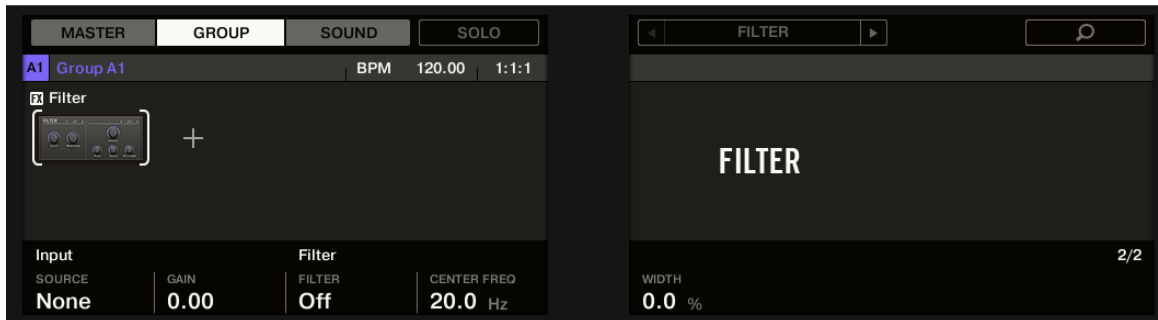 MASTER GROUP SOUND SOLO
A1 Group A1 BPM 120.00 1:1:1
FX Filter
FILTER
Input Filter
SOURCE GAIN FILTER CENTER FREQ
None 0.00 Off 20.0 Hz
FILTER
FILTER
2/2
WIDTH
0.0 %